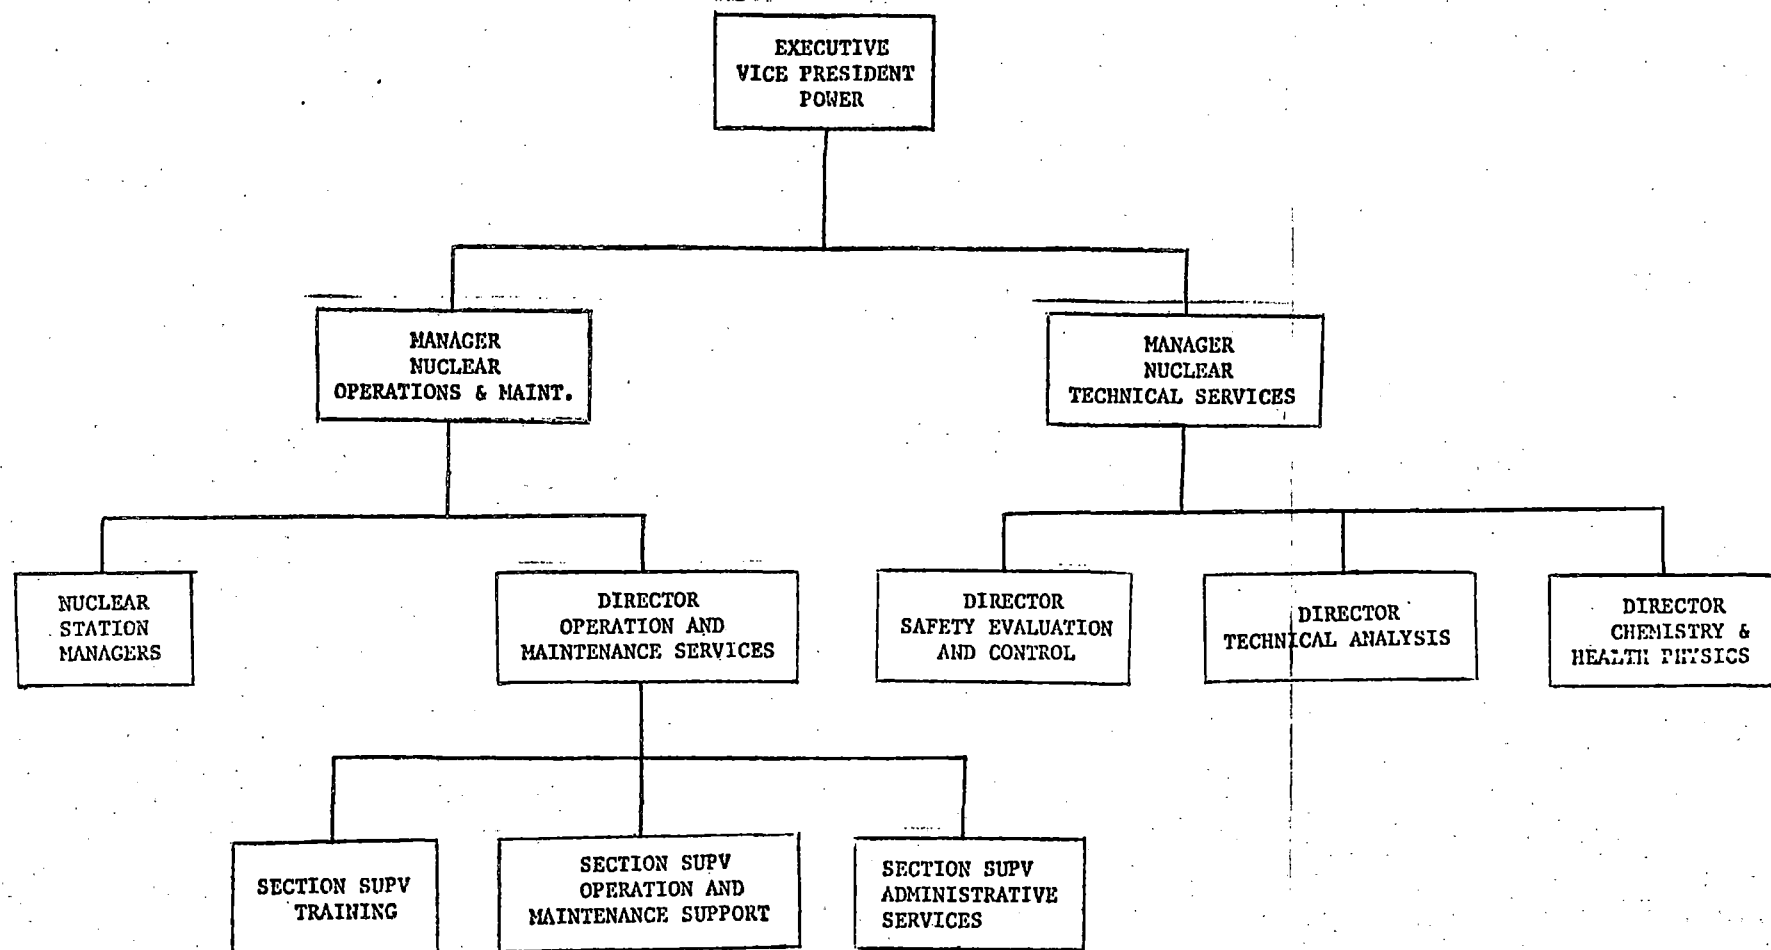 EXECUTIVE
VICE PRESIDENT
POWER
MANAGER
NUCLEAR
OPERATIONS & MAINT.
MANAGER
NUCLEAR
TECHNICAL SERVICES
NUCLEAR
STATION
MANAGERS
DIRECTOR
OPERATION AND
MAINTENANCE SERVICES
DIRECTOR
SAFETY EVALUATION
AND CONTROL
DIRECTOR
TECHNICAL ANALYSIS
DIRECTOR
CHEMISTRY &
HEALTH PHYSICS
SECTION SUPV
TRAINING
SECTION SUPV
OPERATION AND
MAINTENANCE SUPPORT
SECTION SUPV
ADMINISTRATIVE
SERVICES